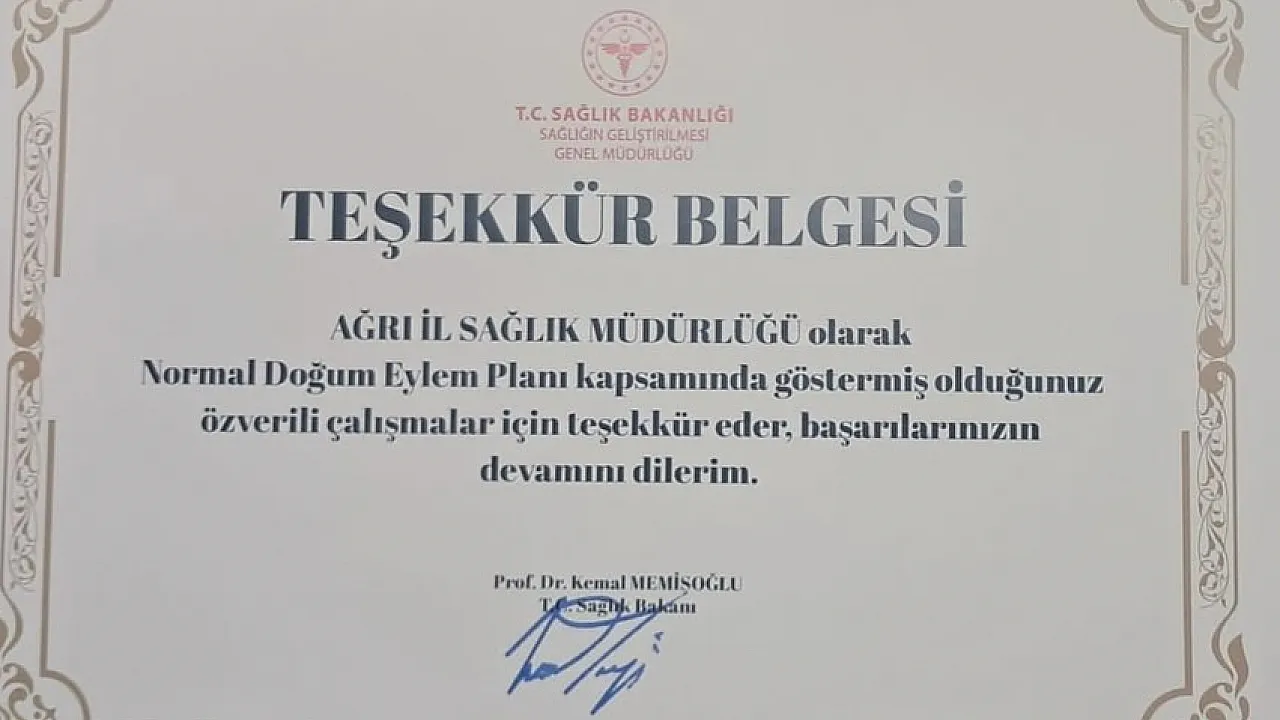 T.C. SAĞLIK BAKANLIĞI
SAĞLIĞIN GELİŞTİRİLMESİ
GENEL MÜDÜRLÜĞÜ
TEŞEKKÜR BELGESİ
AĞRI İL SAĞLIK MÜDÜRLÜĞÜ olarak
Normal Doğum Eylem Planı kapsamında göstermiş olduğunuz
özverili çalışmalar için teşekkür eder, başarılarınızın
devamını dilerim.
Prof. Dr. Kemal MEMİŞOĞLU
T.C. Sağlık Bakanı